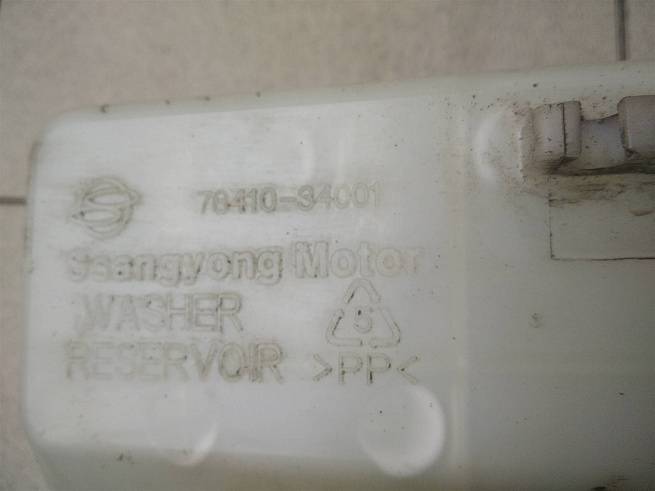 78410-34001
Ssangyong Motor
WASHER
RESERVOIR
5
>PP<